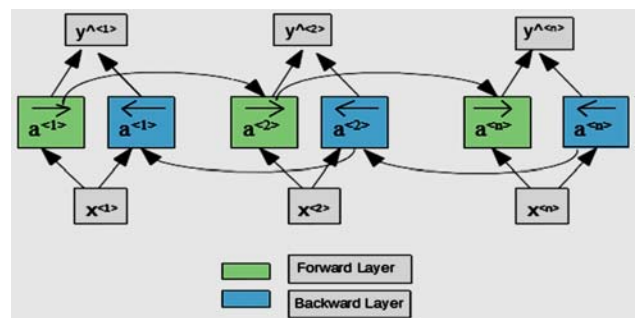 y^<1> y^<2> y^<n>
a<1> a<1> a<2> a<2> a<n> a<n>
x<1> x<2> x<n>
Forward Layer
Backward Layer